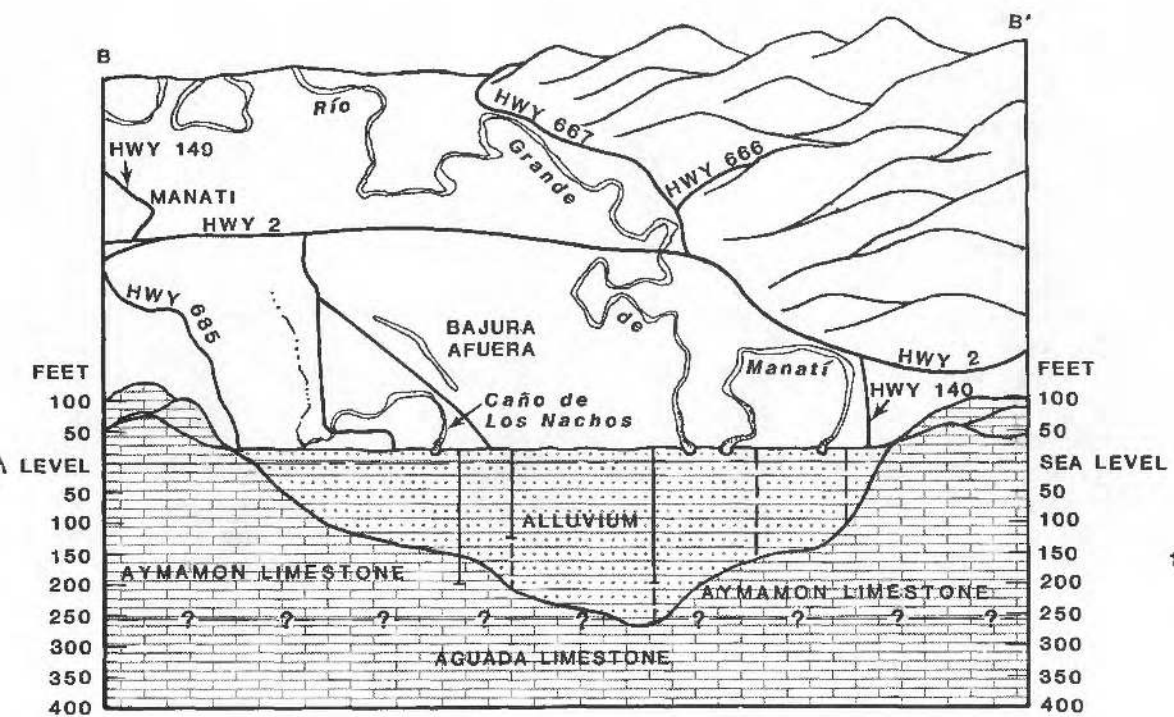 B
B'
Río
HWY 667
HWY 149
Grande
HWY 666
MANATI
HWY 2
HWY 685
BAJURA
AFUERA
de
Manatí
HWY 2
HWY 140
Caño de
Los Nachos
FEET
100
50
LEVEL
50
100
150
200
250
300
350
400
FEET
100
50
SEA LEVEL
50
100
150
200
250
300
350
400
ALLUVIUM
AYMAMON LIMESTONE
AYMAMON LIMESTONE
? ? ? ? ? ? ? ? ?
AGUADA LIMESTONE